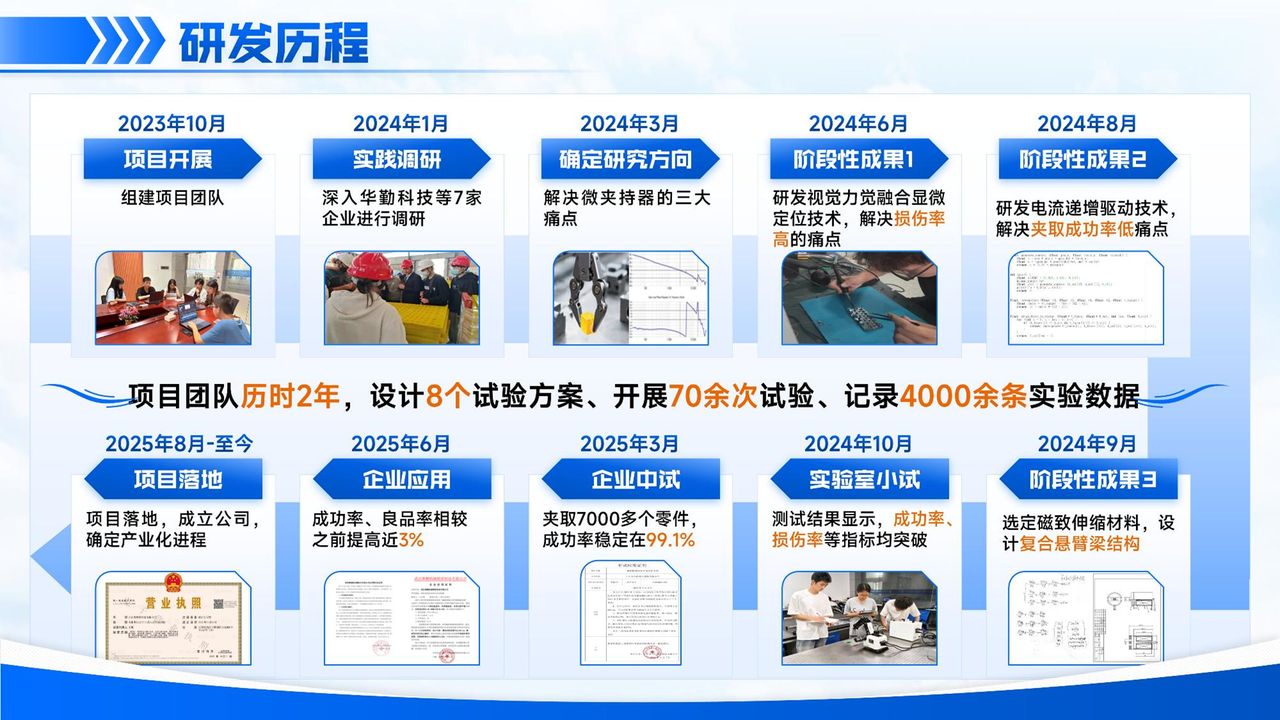 研发历程
2023年10月
项目开展
组建项目团队
2024年1月
实践调研
深入华勤科技等7家
企业进行调研
2024年3月
确定研究方向
解决微夹持器的三大
痛点
2024年6月
阶段性成果1
研发视觉力觉融合显微
定位技术，解决损伤率
高的痛点
2024年8月
阶段性成果2
研发电流递增驱动技术，
解决夹取成功率低痛点
项目团队历时2年，设计8个试验方案、开展70余次试验、记录4000余条实验数据
2025年8月-至今
项目落地
项目落地，成立公司，
确定产业化进程
营业执照
2025年6月
企业应用
成功率、良品率相较
之前提高近3%
2025年3月
企业中试
夹取7000多个零件，
成功率稳定在99.1%
2024年10月
实验室小试
测试结果显示，成功率、
损伤率等指标均突破
2024年9月
阶段性成果3
选定磁致伸缩材料，设
计复合悬臂梁结构